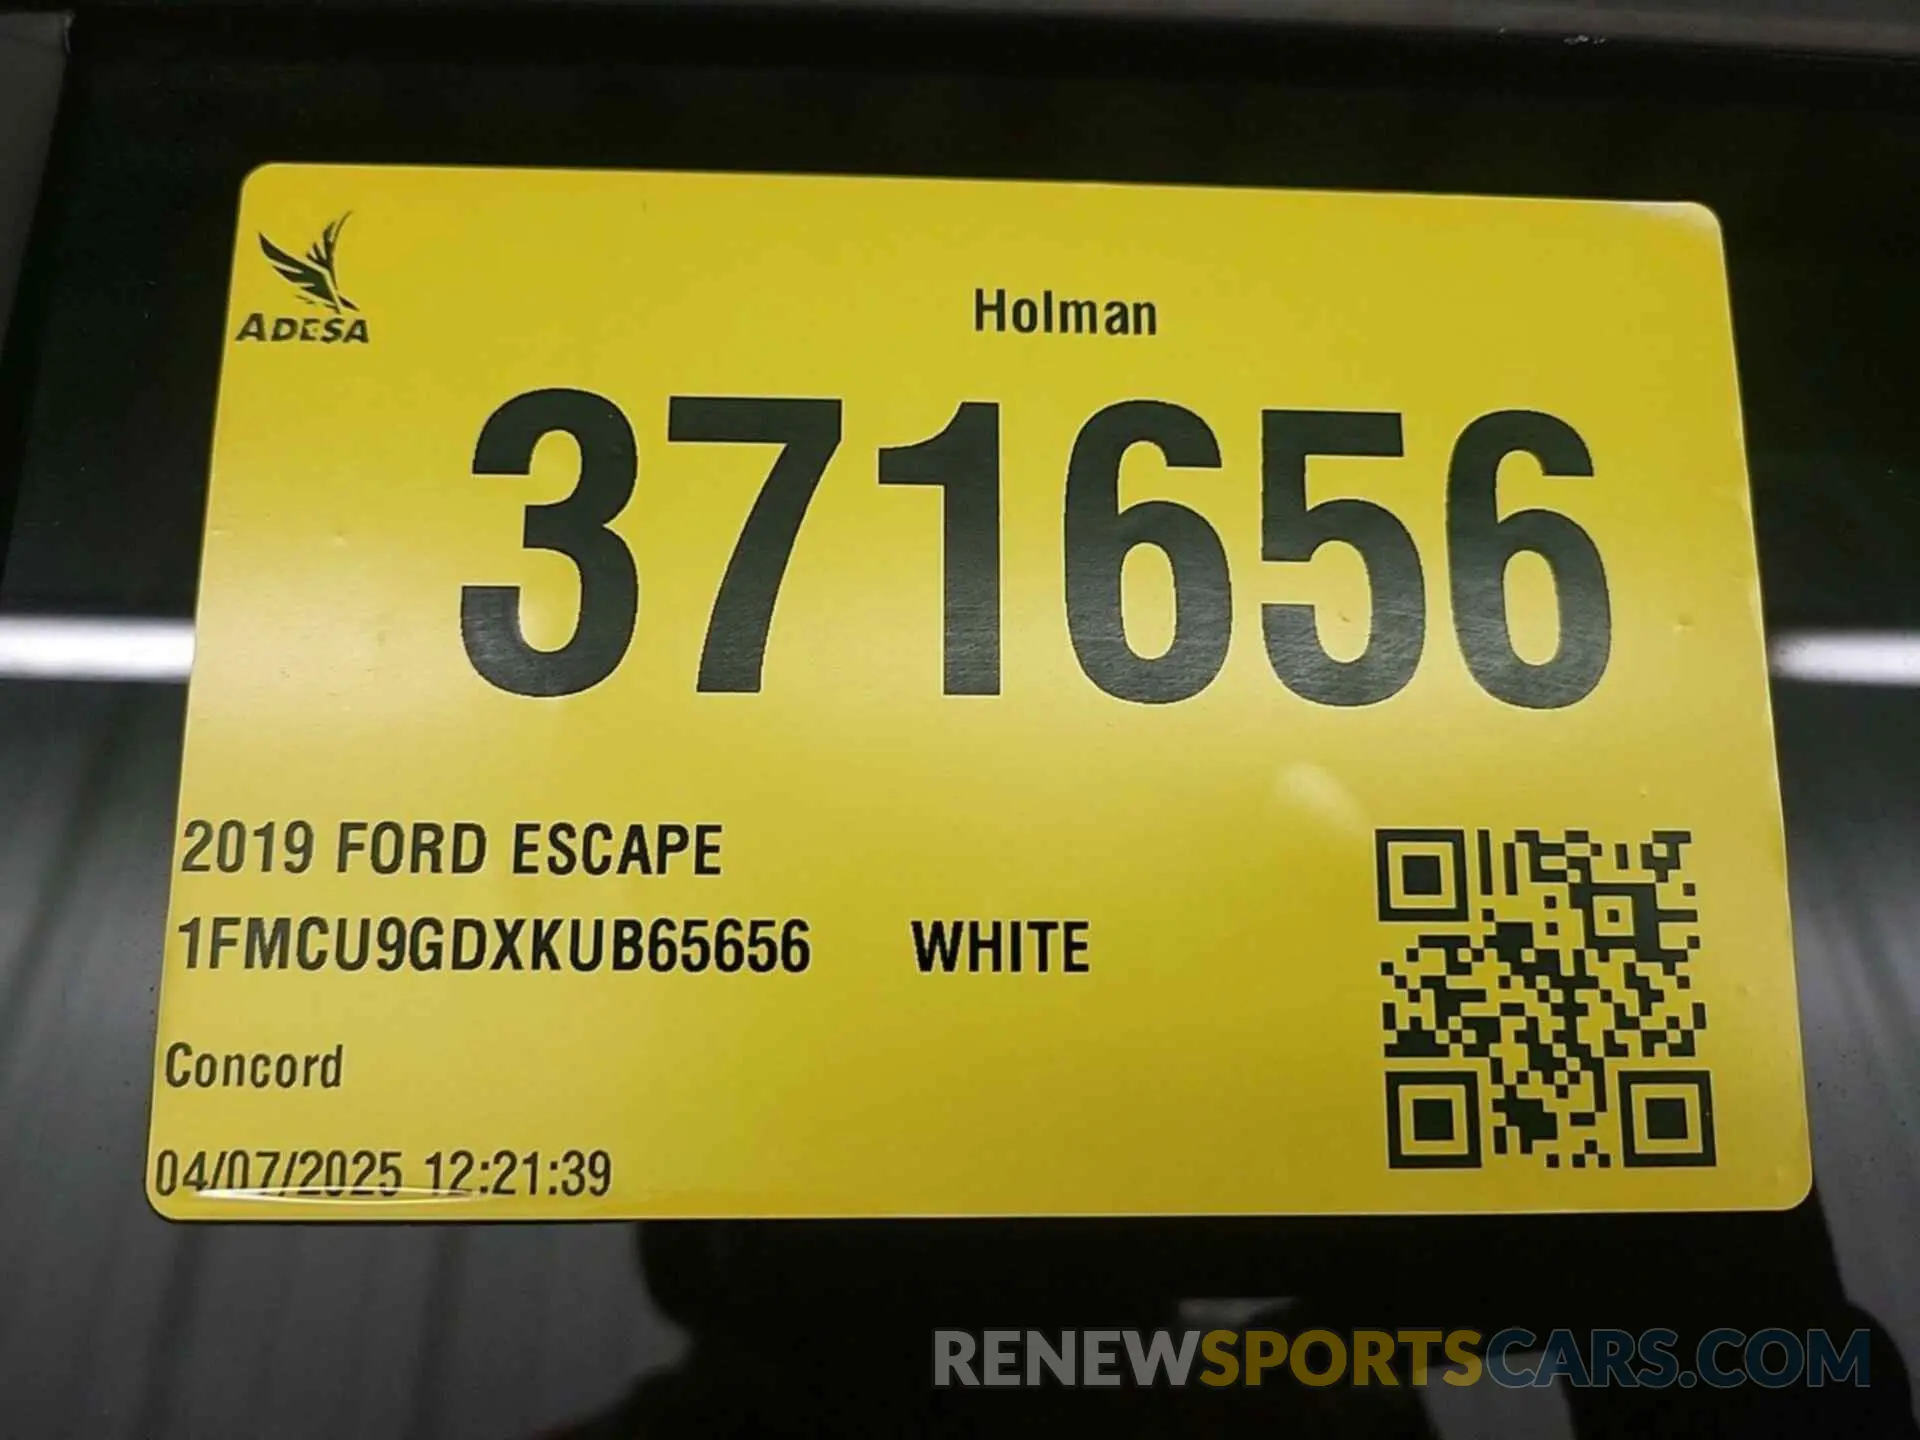 ADESA
Holman
371656
2019 FORD ESCAPE
1FMCU9GDXKUB65656 WHITE
Concord
04/07/2025 12:21:39
RENEWSPORTSCARS.COM